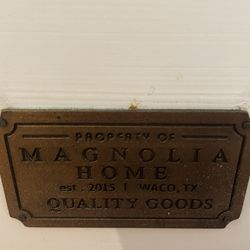 PROPERTY OF
MAGNOLIA
HOME
est. 2015 | WACO, TX
QUALITY GOODS